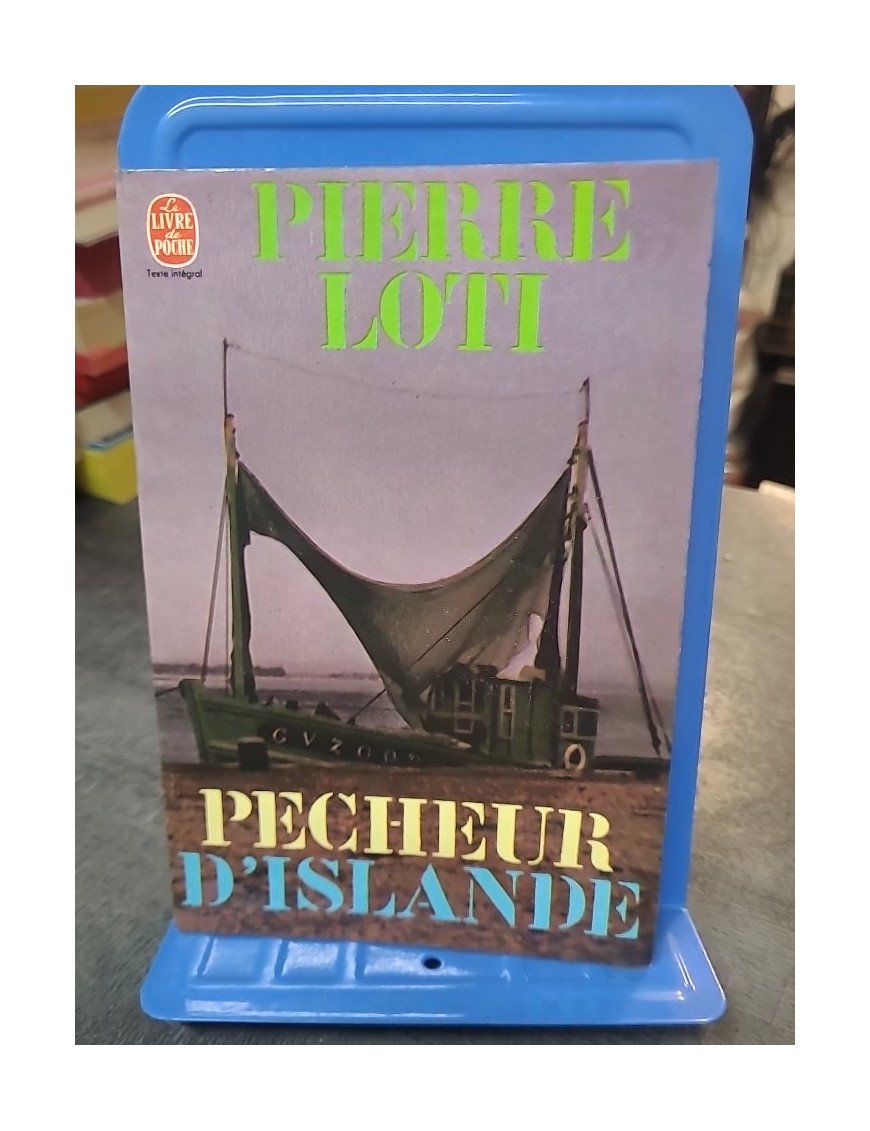 Le
LIVRE
de
POCHE
Texte intégral
PIERRE
LOTI
PECHEUR
D'ISLANDE